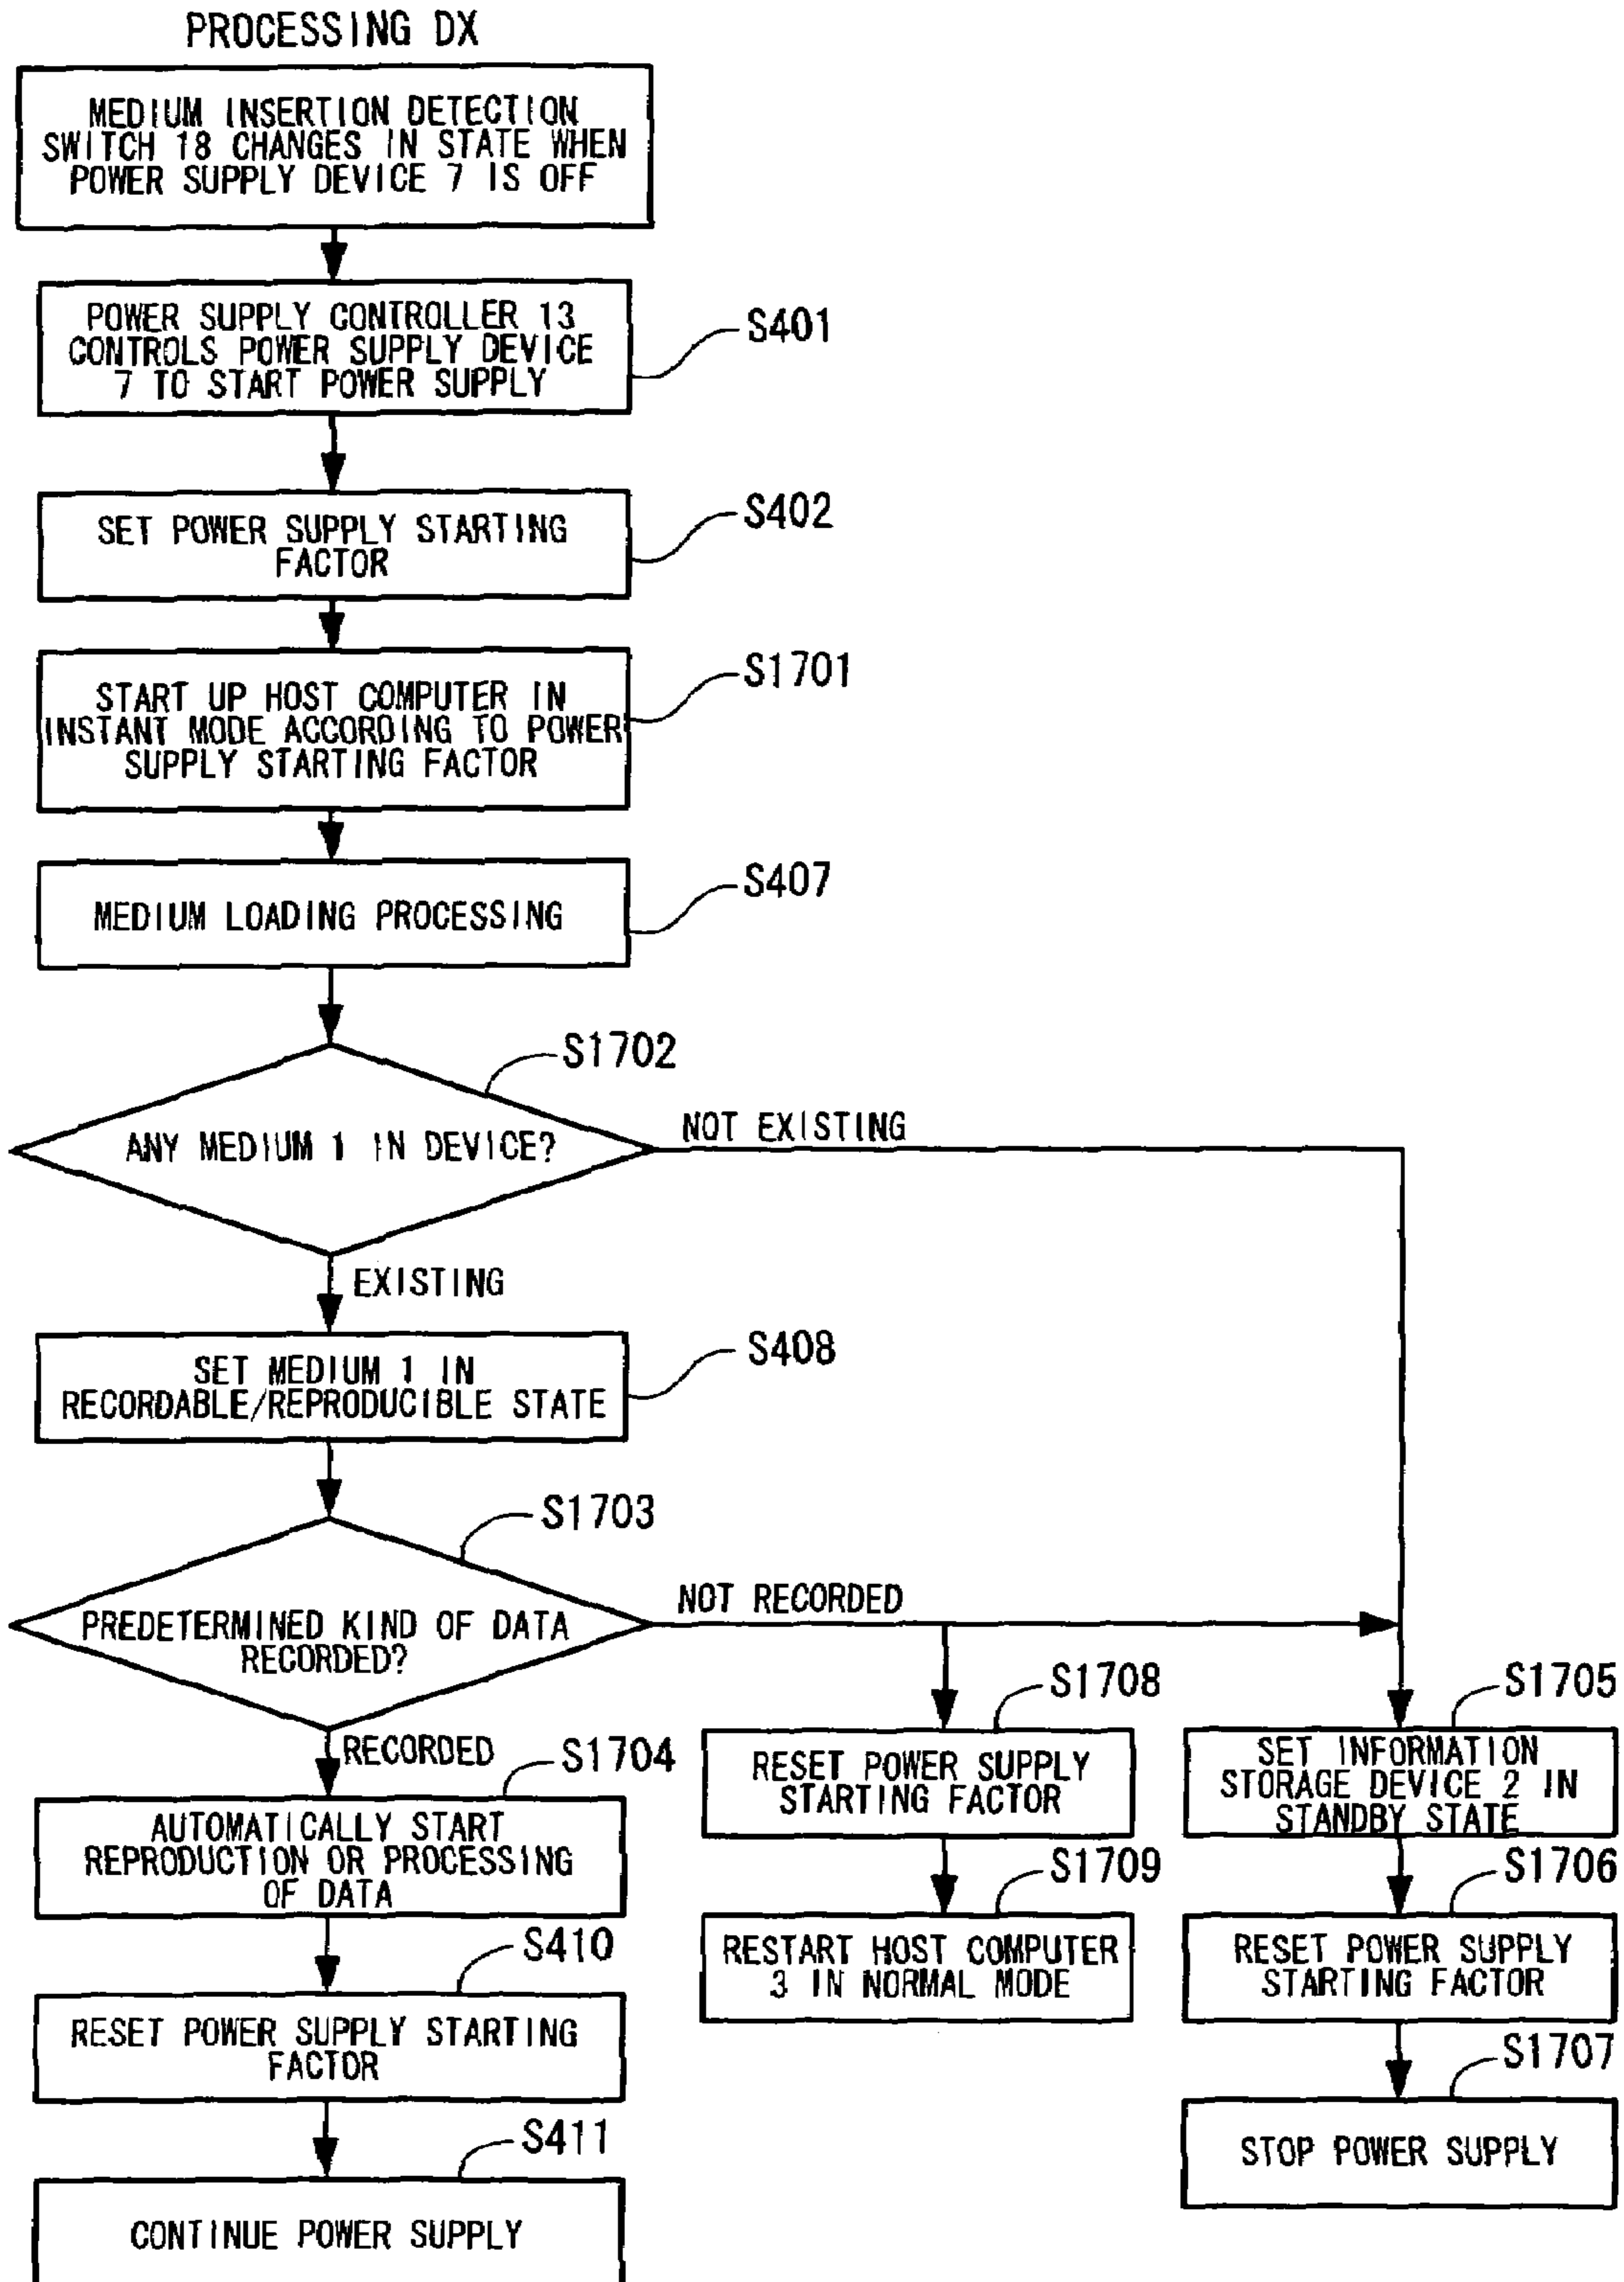 PROCESSING DX
MEDIUM INSERTION DETECTION
SWITCH 18 CHANGES IN STATE WHEN
POWER SUPPLY DEVICE 7 IS OFF
POWER SUPPLY CONTROLLER 13
CONTROLS POWER SUPPLY DEVICE
7 TO START POWER SUPPLY
S401
SET POWER SUPPLY STARTING
FACTOR
S402
START UP HOST COMPUTER IN
INSTANT MODE ACCORDING TO POWER
SUPPLY STARTING FACTOR
S1701
MEDIUM LOADING PROCESSING
S407
S1702
ANY MEDIUM 1 IN DEVICE?
NOT EXISTING
EXISTING
SET MEDIUM 1 IN
RECORDABLE/REPRODUCIBLE STATE
S408
S1703
PREDETERMINED KIND OF DATA
RECORDED?
NOT RECORDED
RECORDED
S1704
AUTOMATICALLY START
REPRODUCTION OR PROCESSING
OF DATA
S410
RESET POWER SUPPLY STARTING
FACTOR
S411
CONTINUE POWER SUPPLY
S1708
RESET POWER SUPPLY
STARTING FACTOR
S1709
RESTART HOST COMPUTER
3 IN NORMAL MODE
S1705
SET INFORMATION
STORAGE DEVICE 2 IN
STANDBY STATE
S1706
RESET POWER SUPPLY
STARTING FACTOR
S1707
STOP POWER SUPPLY